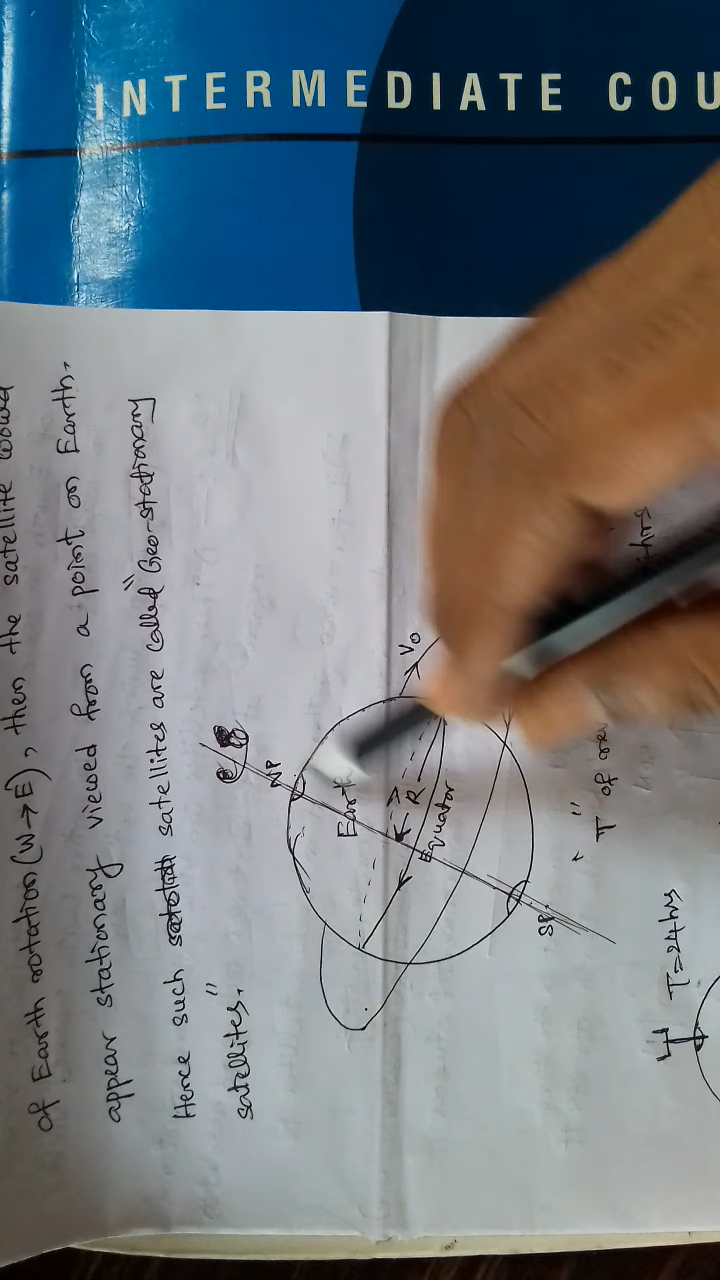 INTERMEDIATE COU
of Earth rotation (W→E), then the satellite would
appear stationary viewed from a point on Earth.
Hence such satellites are called "Geo-stationary
satellites."
NP
Earth
V₀
R
Equator
SP
T of
hrs
T=24hrs